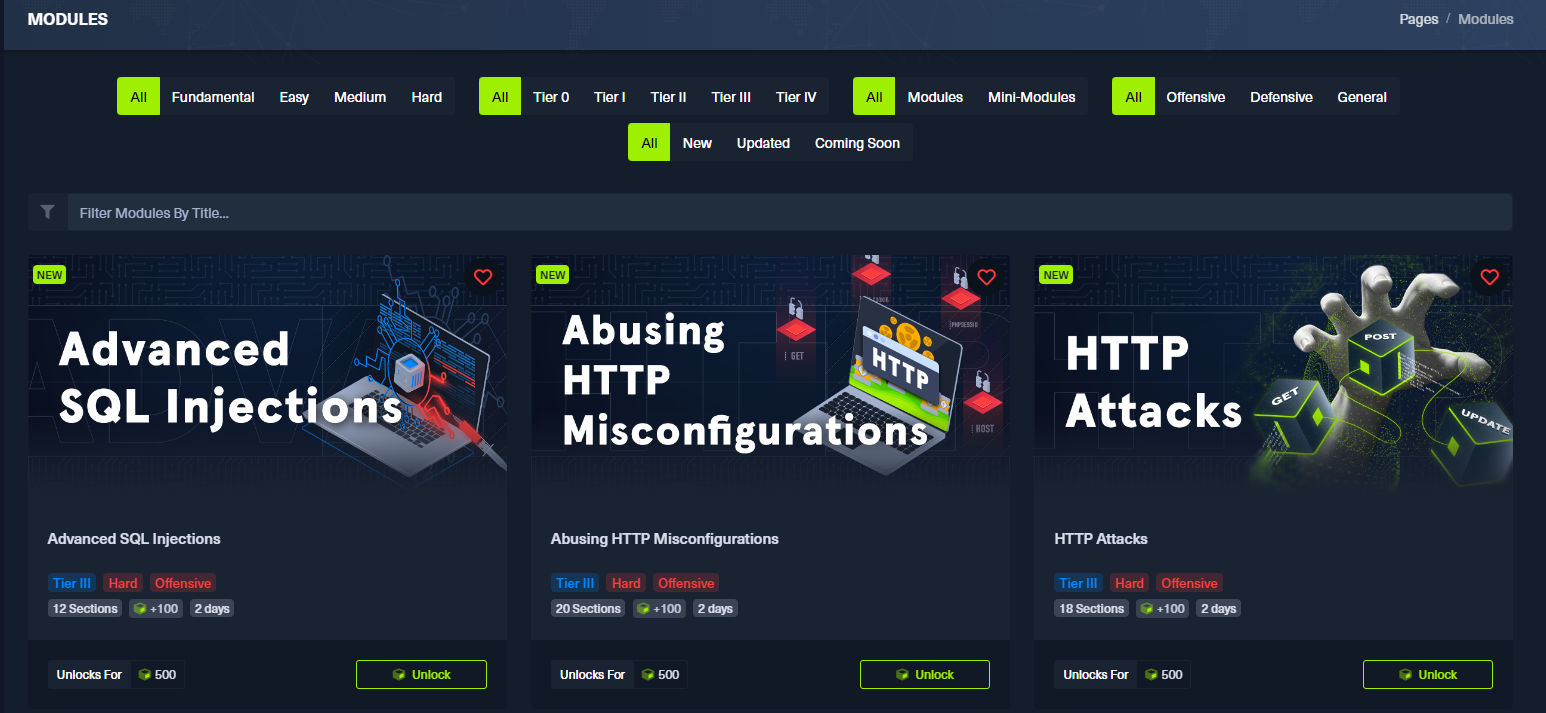 MODULES
Pages / Modules
All Fundamental Easy Medium Hard
All Tier 0 Tier I Tier II Tier III Tier IV
All Modules Mini-Modules
All Offensive Defensive General
All New Updated Coming Soon
Filter Modules By Title...
NEW
Advanced
SQL Injections
Advanced SQL Injections
Tier III Hard Offensive
12 Sections +100 2 days
Unlocks For 500 Unlock
NEW
Abusing
HTTP
Misconfigurations
| GET
|PHPSESSID
HTTP
| HOST
Abusing HTTP Misconfigurations
Tier III Hard Offensive
20 Sections +100 2 days
Unlocks For 500 Unlock
NEW
HTTP
Attacks
POST
GET
UPDATE
HTTP Attacks
Tier III Hard Offensive
18 Sections +100 2 days
Unlocks For 500 Unlock